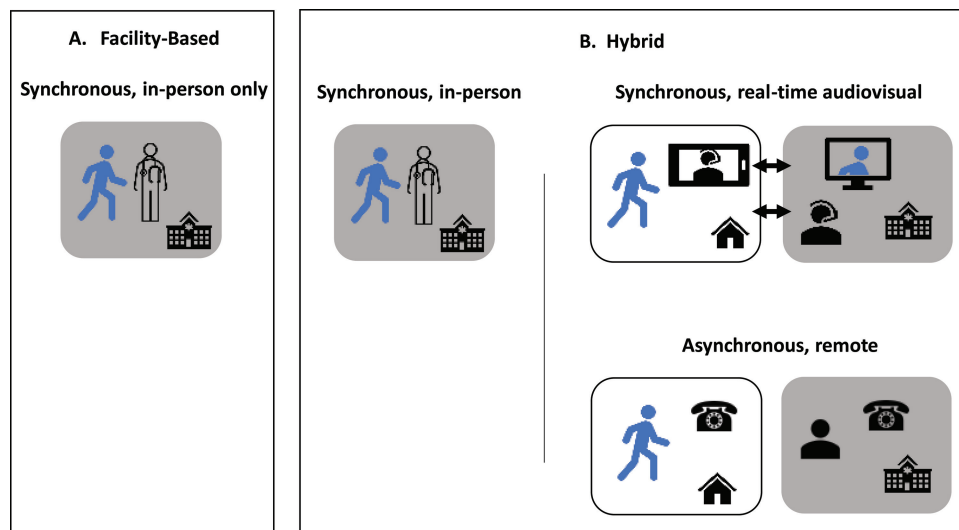 A. Facility-Based
Synchronous, in-person only
B. Hybrid
Synchronous, in-person
Synchronous, real-time audiovisual
Asynchronous, remote